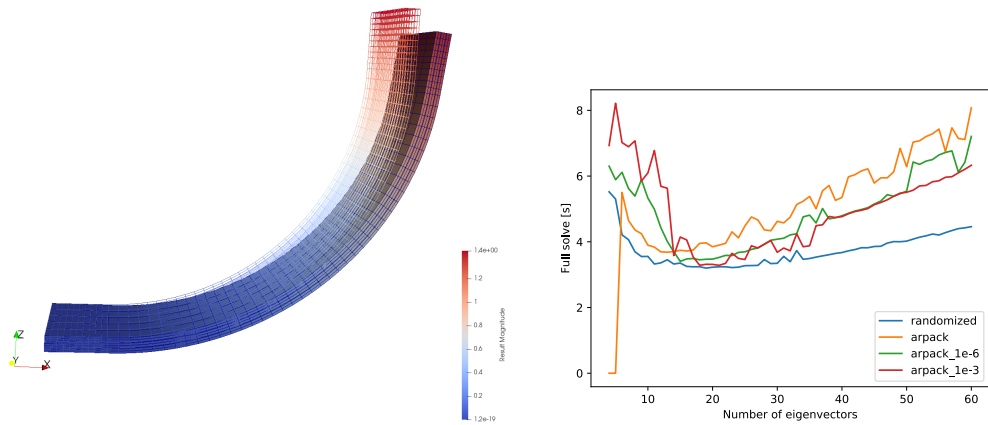 Z
Y
X
1.4e+00
1.2
1
0.8
0.6
0.4
0.2
1.2e-19
Result Magnitude
8
6
4
2
0
Full solve [s]
10
20
30
40
50
60
Number of eigenvectors
randomized
arpack
arpack_1e-6
arpack_1e-3